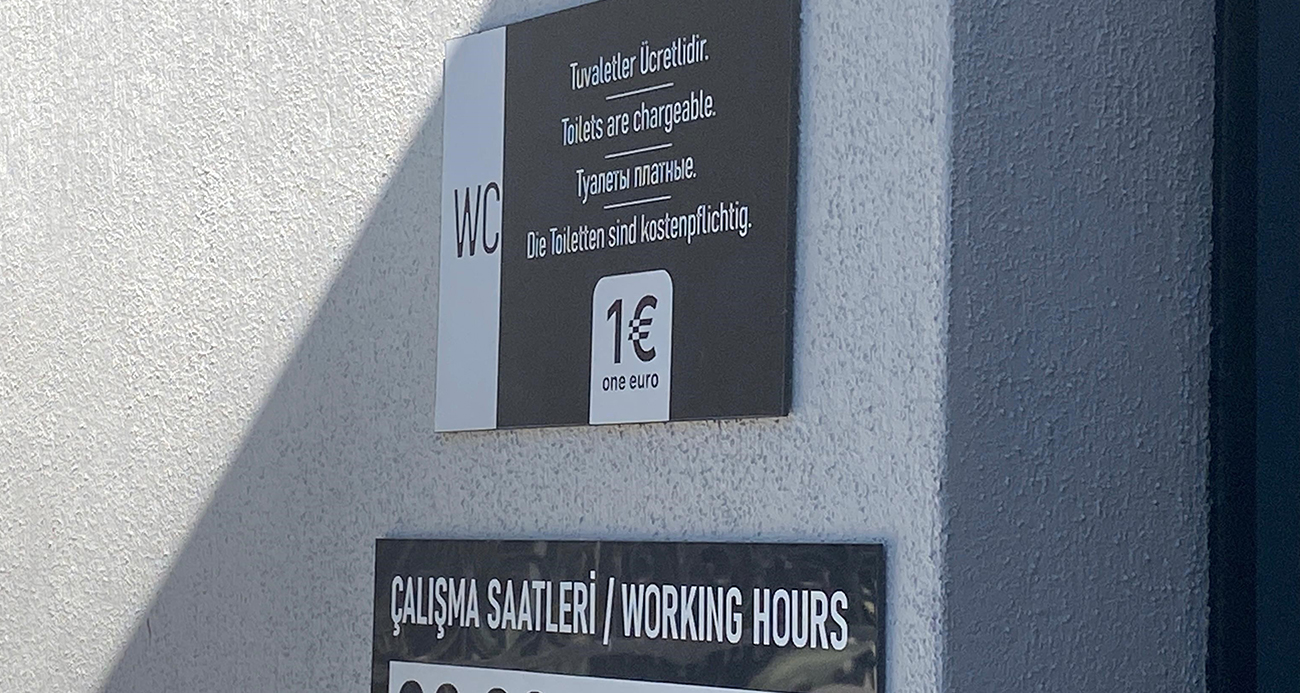 WC
Tuvaletler Ücretlidir.
Toilets are chargeable.
Туалеты платные.
Die Toiletten sind kostenpflichtig.
1€
one euro
ÇALIŞMA SAATLERİ / WORKING HOURS